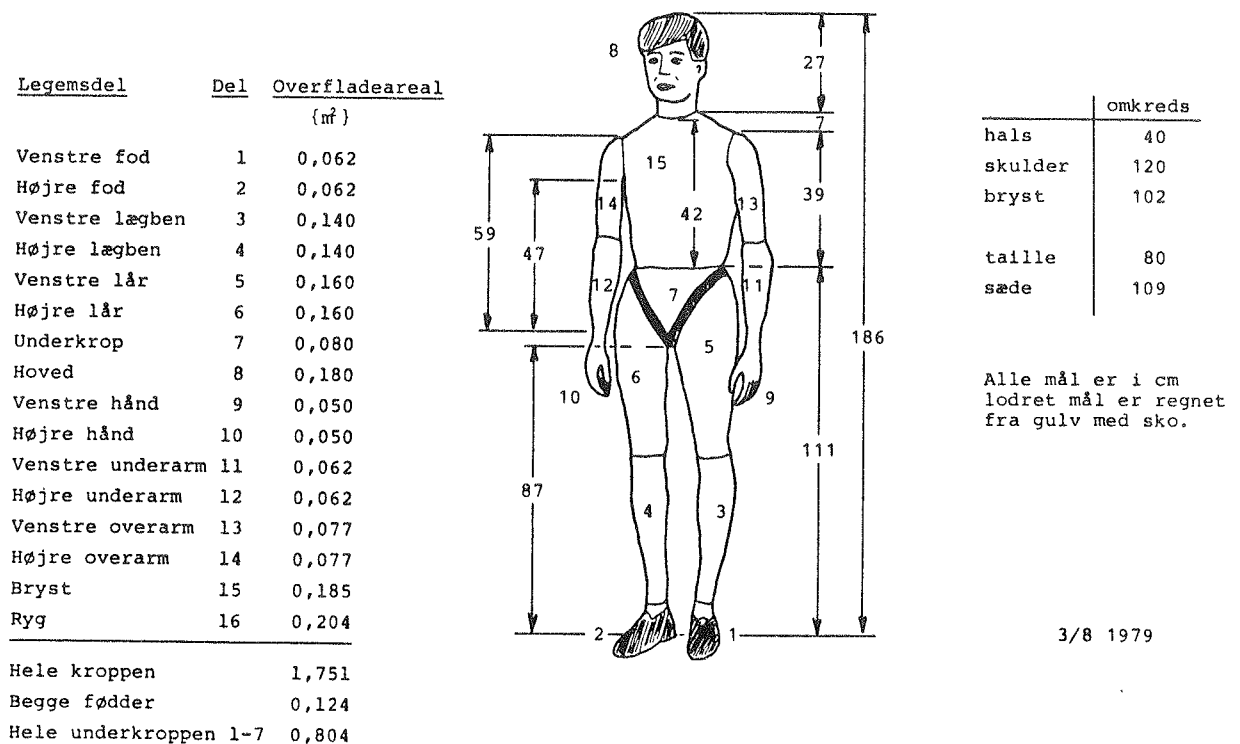 Legemsdel Del Overfladeareal
{m²}
Venstre fod 1 0,062
Højre fod 2 0,062
Venstre lægben 3 0,140
Højre lægben 4 0,140
Venstre lår 5 0,160
Højre lår 6 0,160
Underkrop 7 0,080
Hoved 8 0,180
Venstre hånd 9 0,050
Højre hånd 10 0,050
Venstre underarm 11 0,062
Højre underarm 12 0,062
Venstre overarm 13 0,077
Højre overarm 14 0,077
Bryst 15 0,185
Ryg 16 0,204
Hele kroppen 1,751
Begge fødder 0,124
Hele underkroppen 1-7 0,804
8
27
7
15
14
13
39
42
59
47
12
11
7
186
5
6
10
9
111
87
4
3
2
1
omkreds
hals 40
skulder 120
bryst 102
taille 80
sæde 109
Alle mål er i cm
lodret mål er regnet
fra gulv med sko.
3/8 1979